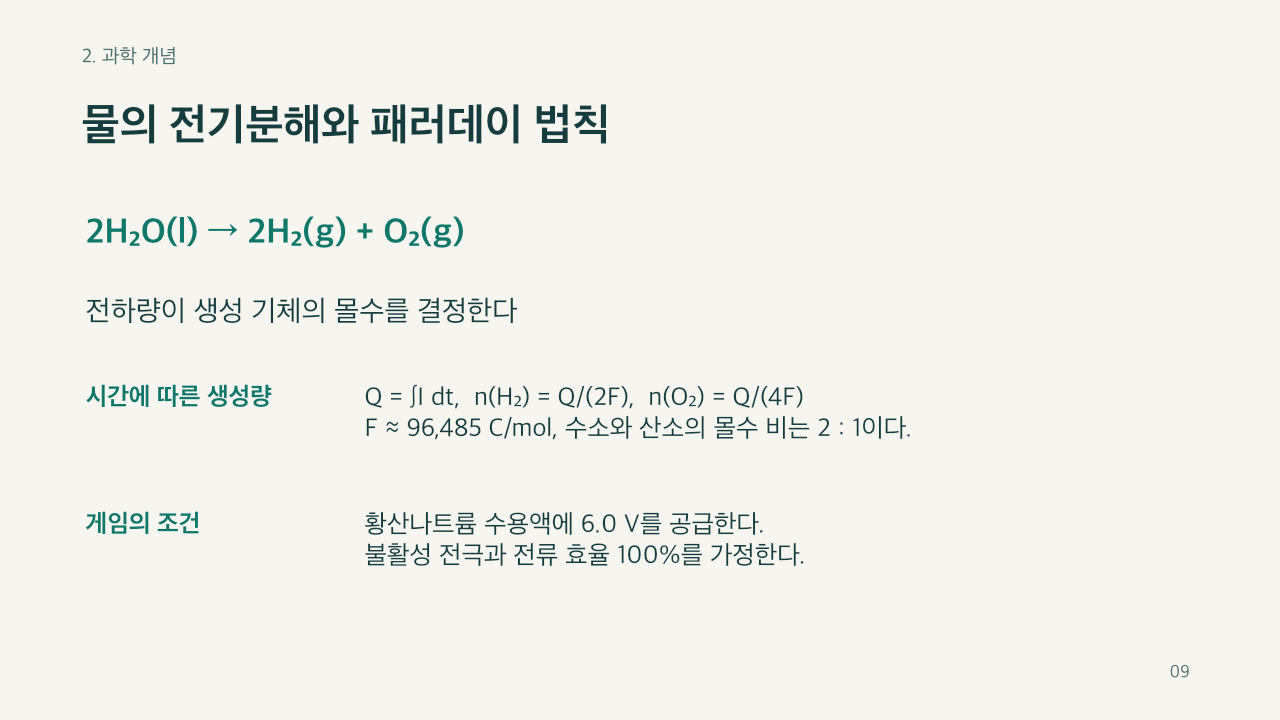 2. 과학 개념
물의 전기분해와 패러데이 법칙
2H₂O(l) → 2H₂(g) + O₂(g)
전하량이 생성 기체의 몰수를 결정한다
시간에 따른 생성량
Q = ∫I dt, n(H₂) = Q/(2F), n(O₂) = Q/(4F)
F ≈ 96,485 C/mol, 수소와 산소의 몰수 비는 2 : 1이다.
게임의 조건
황산나트륨 수용액에 6.0 V를 공급한다.
불활성 전극과 전류 효율 100%를 가정한다.
09